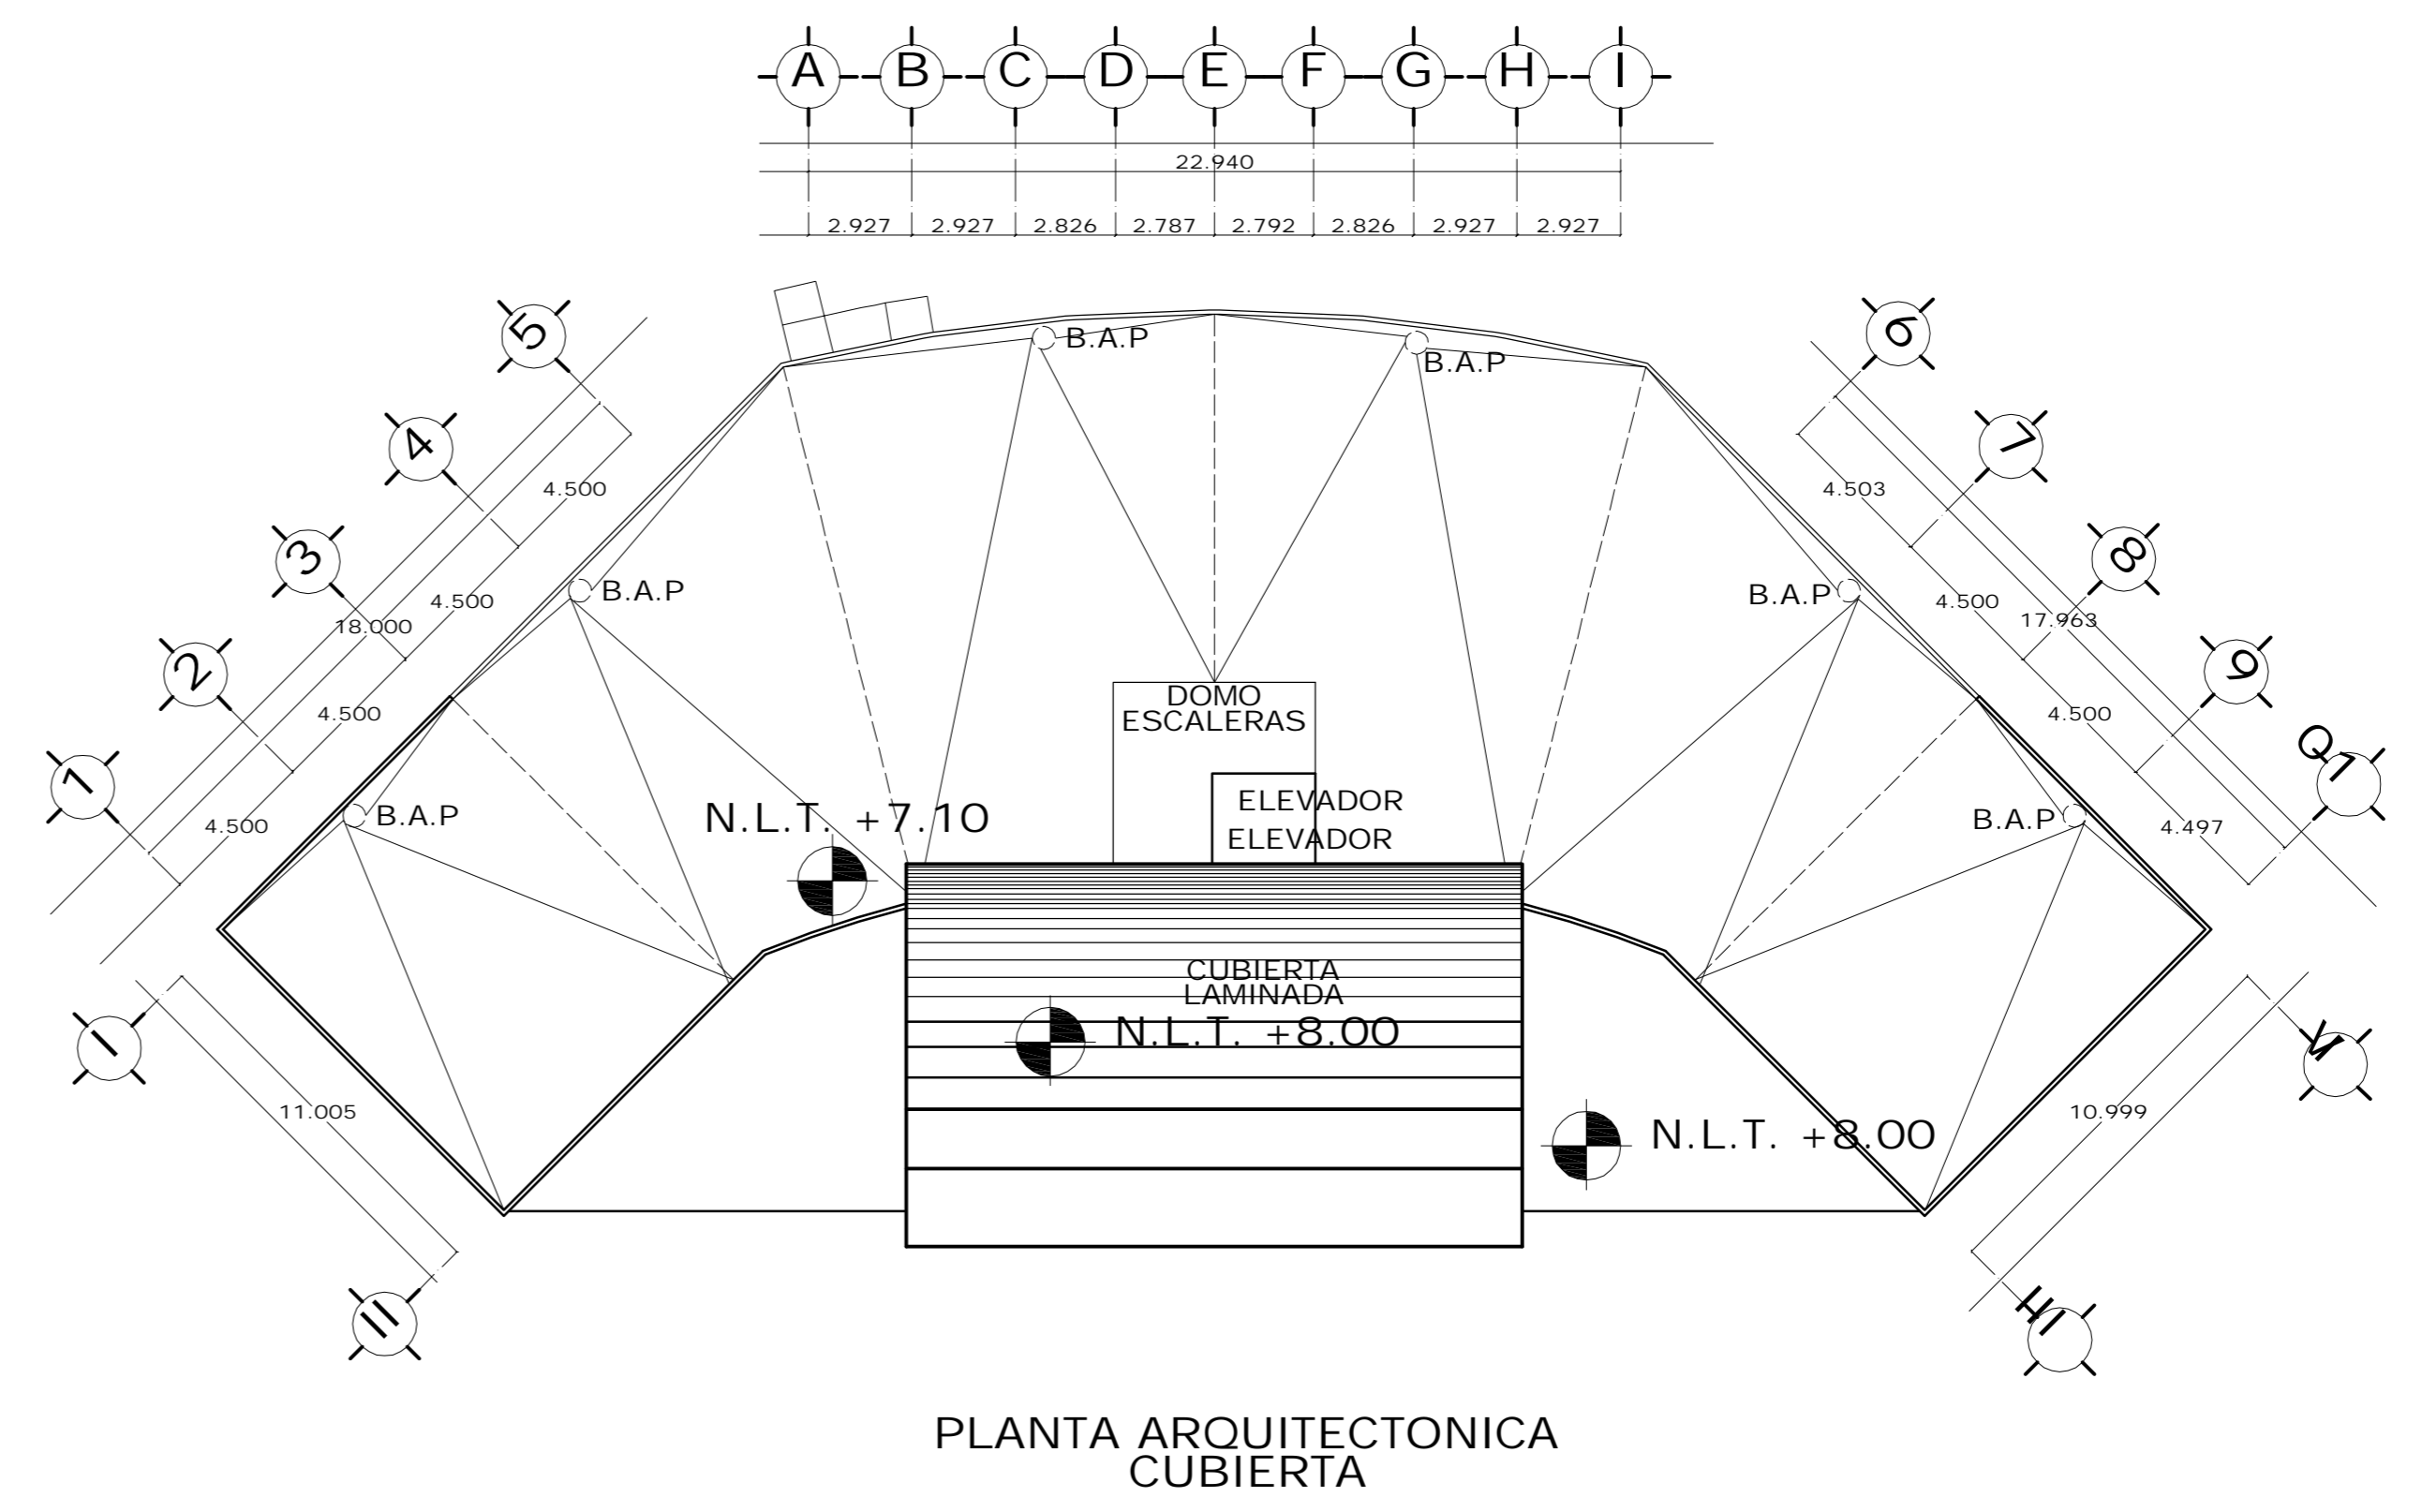 A B C D E F G H I
22.940
2.927 2.927 2.826 2.787 2.792 2.826 2.927 2.927
5
6
4
7
3
8
2
9
1
10
4.500
4.500
18.000
4.500
4.500
4.503
4.500
17.963
4.500
4.497
B.A.P
B.A.P
B.A.P
B.A.P
B.A.P
B.A.P
DOMO
ESCALERAS
ELEVADOR
ELEVADOR
N.L.T. +7.10
CUBIERTA
LAMINADA
N.L.T. +8.00
N.L.T. +8.00
I
11.005
II
10.999
PLANTA ARQUITECTONICA
CUBIERTA